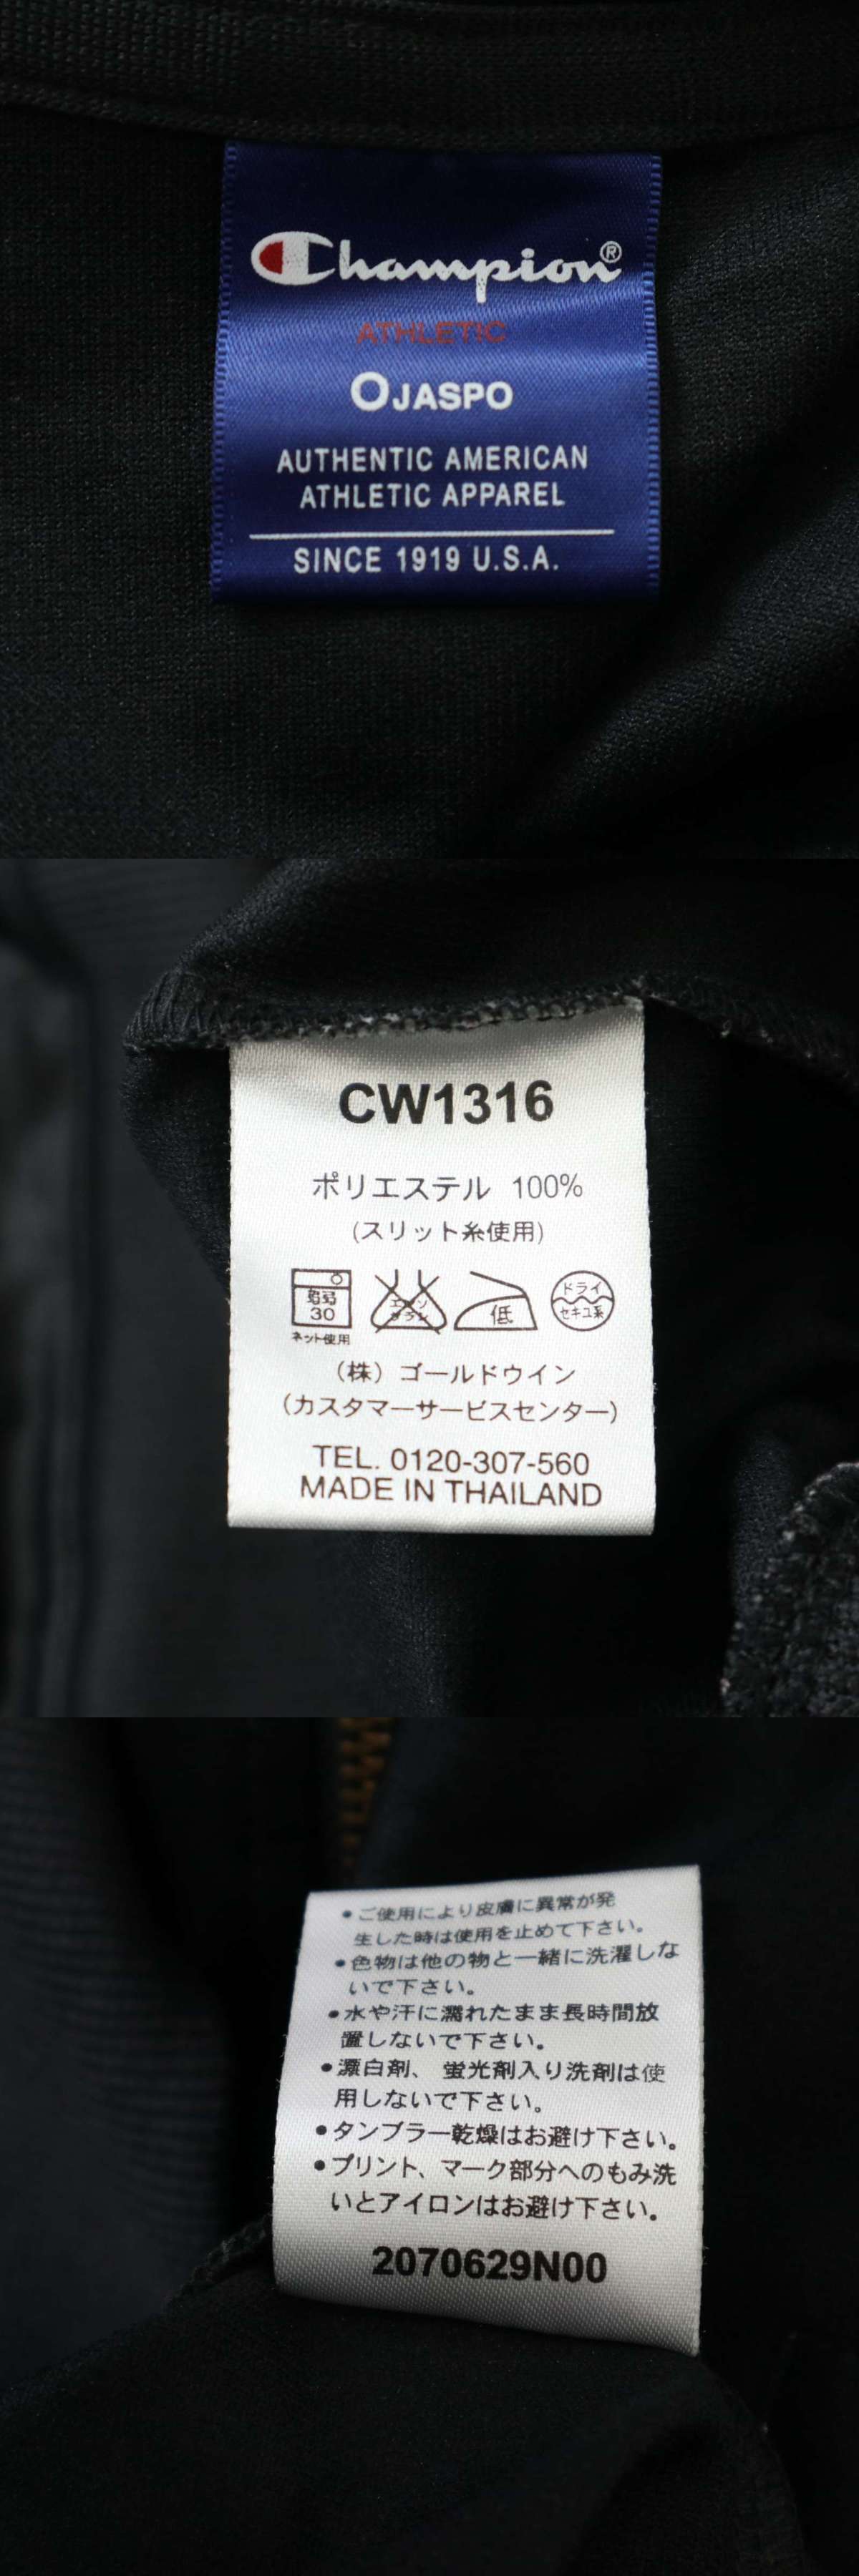 Champion®
ATHLETIC
OJASPO
AUTHENTIC AMERICAN
ATHLETIC APPAREL
SINCE 1919 U.S.A.
CW1316
ポリエステル 100%
(スリット糸使用)
弱
30
エンソ
サラシ
低
ドライ
セキユ系
ネット使用
(株)ゴールドウイン
(カスタマーサービスセンター)
TEL. 0120-307-560
MADE IN THAILAND
•ご使用により皮膚に異常が発
生した時は使用を止めて下さい。
•色物は他の物と一緒に洗濯しな
いで下さい。
•水や汗に濡れたまま長時間放
置しないで下さい。
•漂白剤、蛍光剤入り洗剤は使
用しないで下さい。
•タンブラー乾燥はお避け下さい。
•プリント、マーク部分へのもみ洗
いとアイロンはお避け下さい。
2070629N00